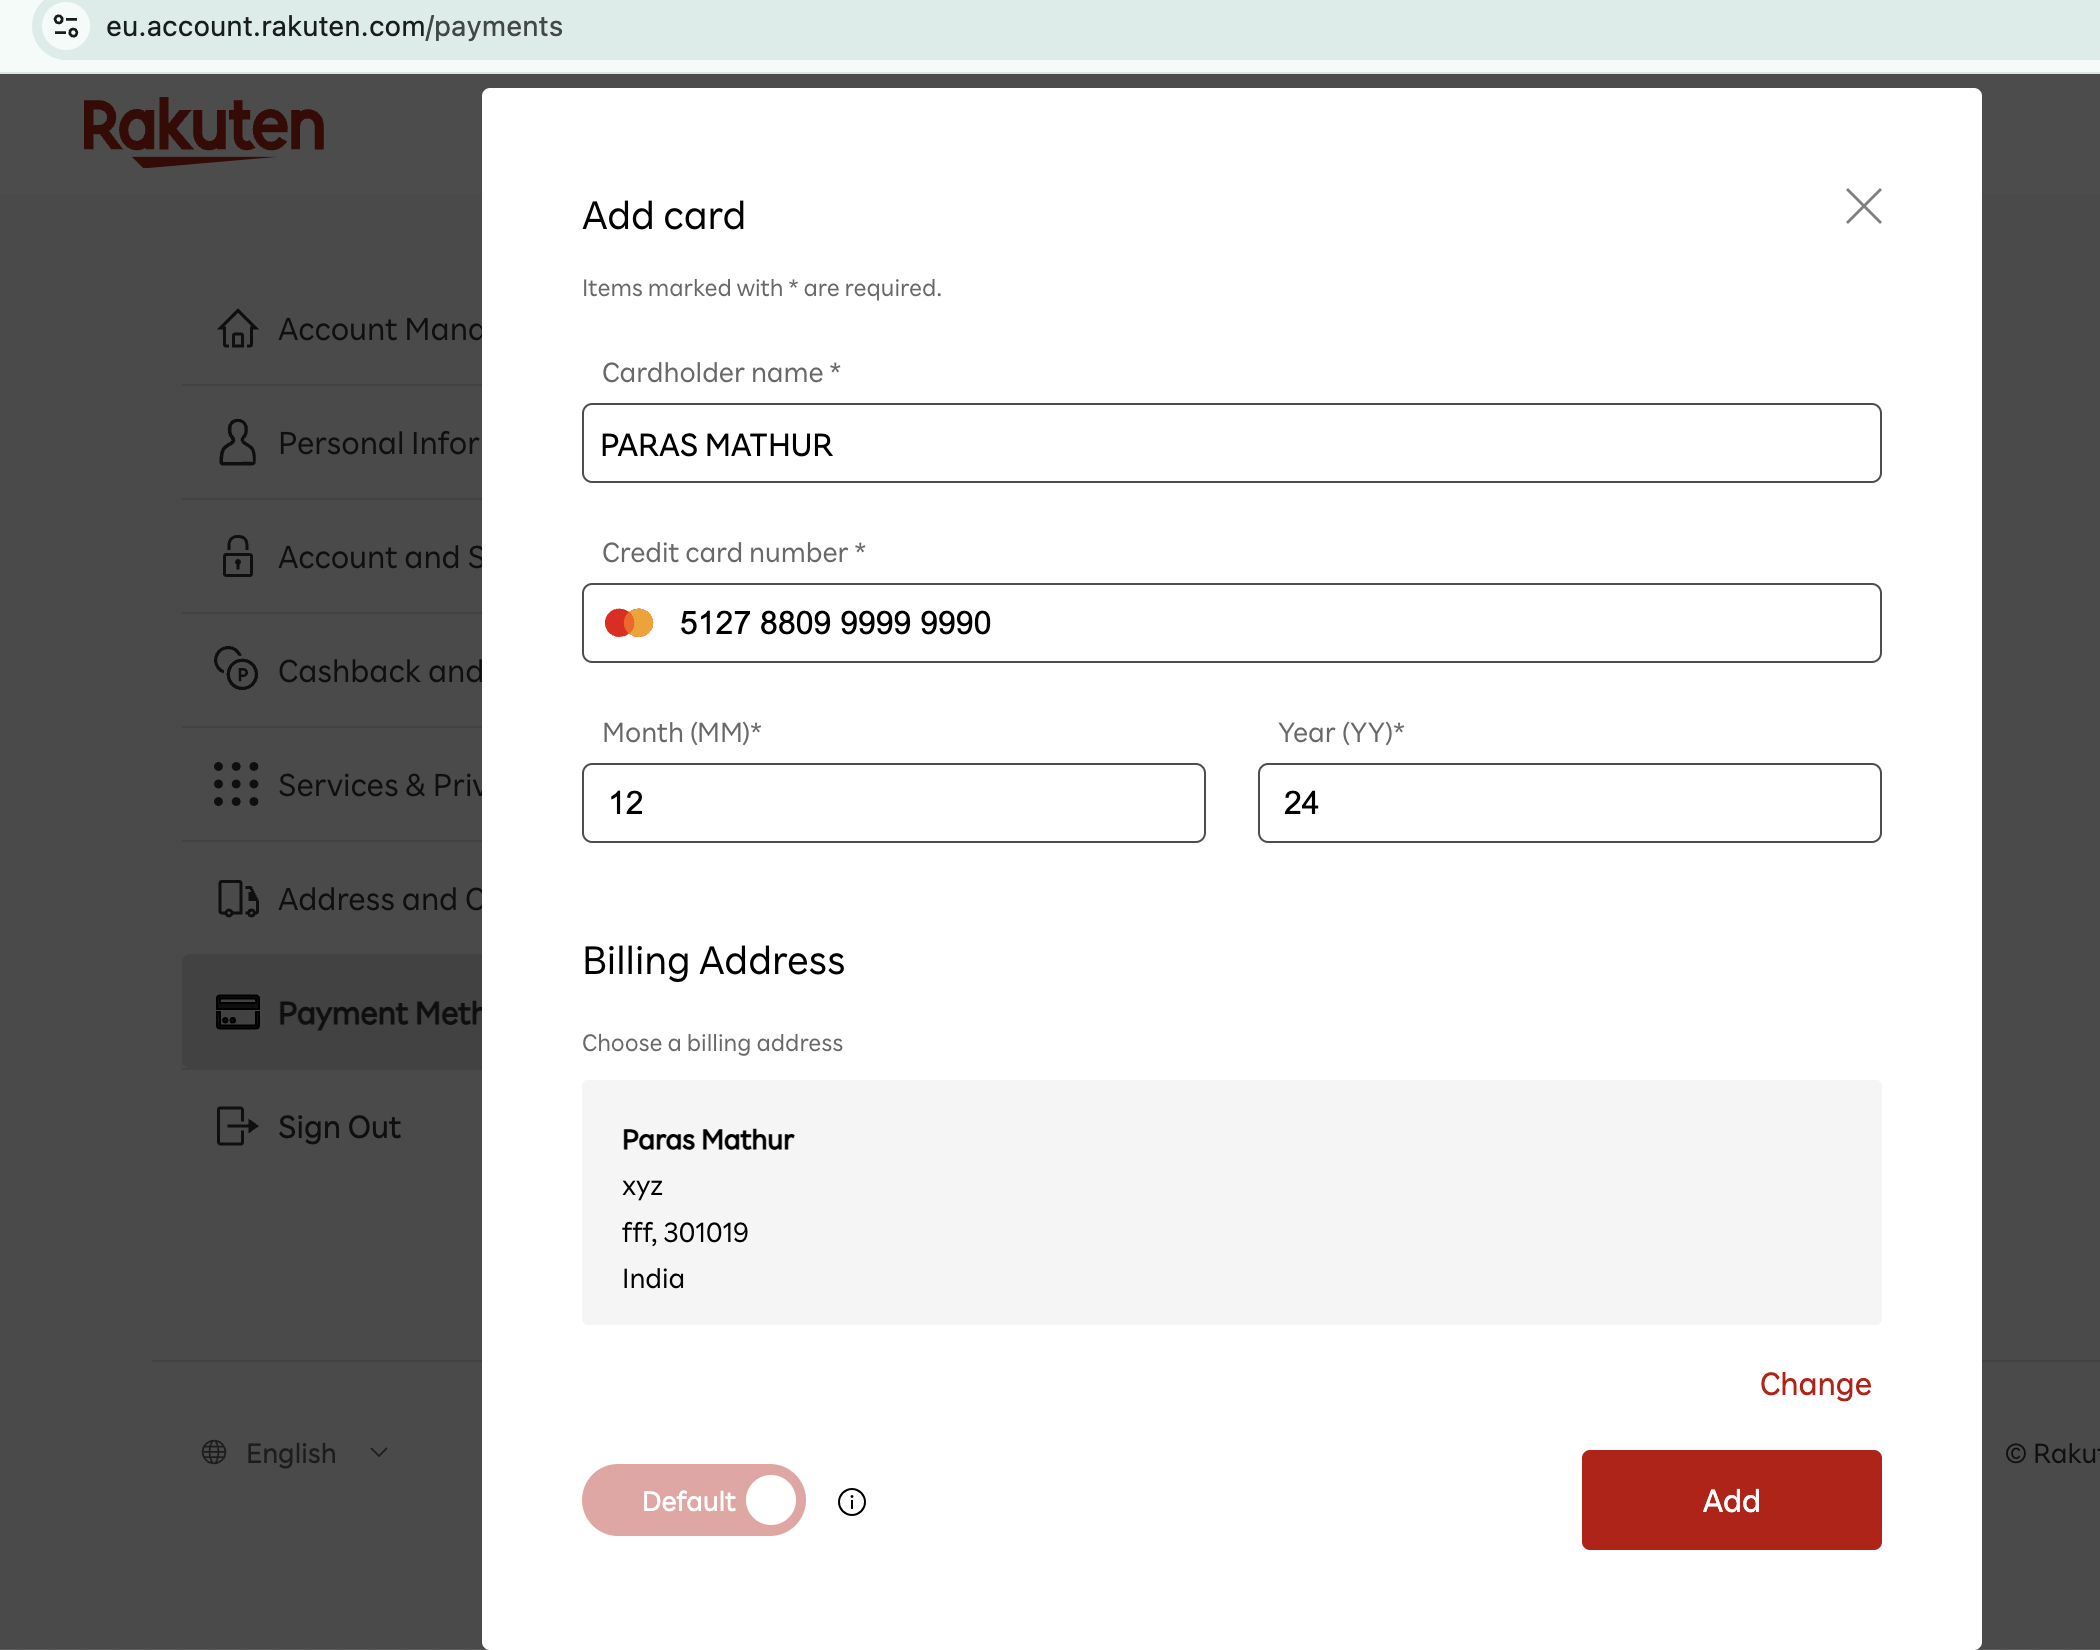 eu.account.rakuten.com/payments
Rakuten
Account Mana
Personal Infor
Account and S
Cashback and
Services & Priv
Address and C
Payment Meth
Sign Out
English
Add card
Items marked with * are required.
Cardholder name *
PARAS MATHUR
Credit card number *
5127 8809 9999 9990
Month (MM)*
Year (YY)*
12
24
Billing Address
Choose a billing address
Paras Mathur
xyz
fff, 301019
India
Change
Default
Add
© Rakut